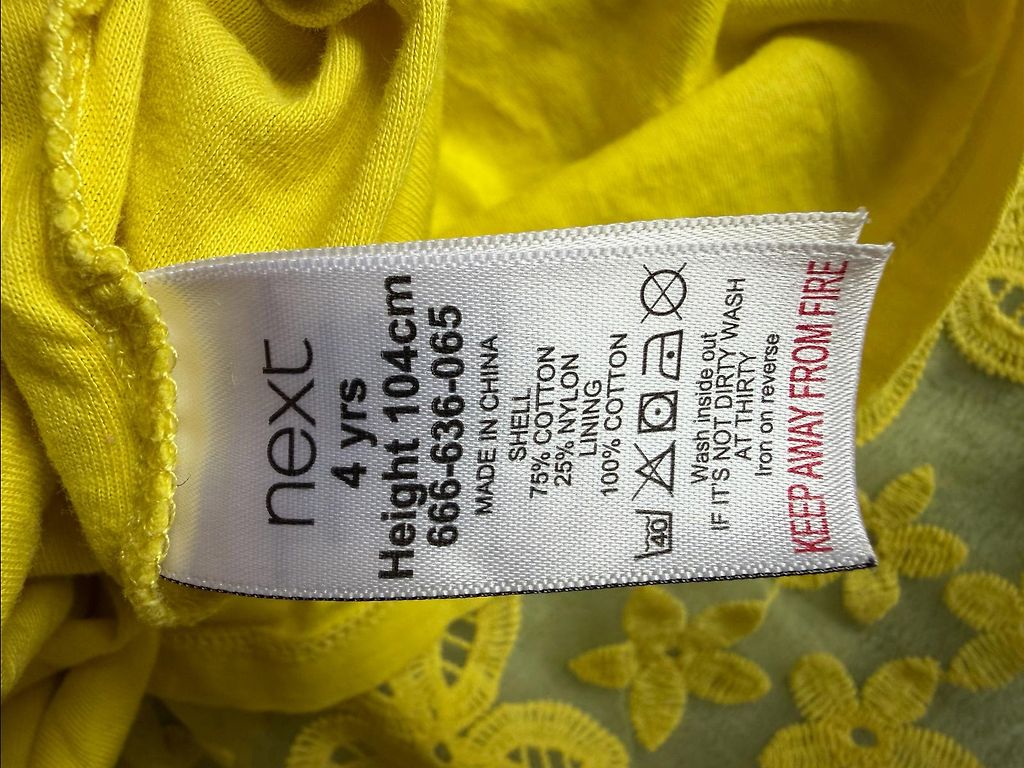 next
4 yrs
Height 104cm
666-636-065
MADE IN CHINA
SHELL
75% COTTON
25% NYLON
LINING
100% COTTON
40
Wash inside out
IF IT'S NOT DIRTY WASH
AT THIRTY
Iron on reverse
KEEP AWAY FROM FIRE